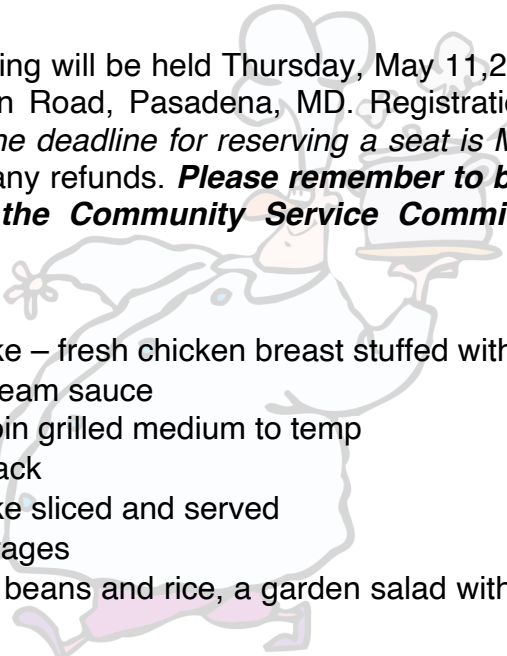 ing will be held Thursday, May 11,2
n Road, Pasadena, MD. Registrati
he deadline for reserving a seat is M
any refunds. Please remember to b
the Community Service Commi
ke – fresh chicken breast stuffed with
eam sauce
oin grilled medium to temp
ack
ke sliced and served
ages
beans and rice, a garden salad with